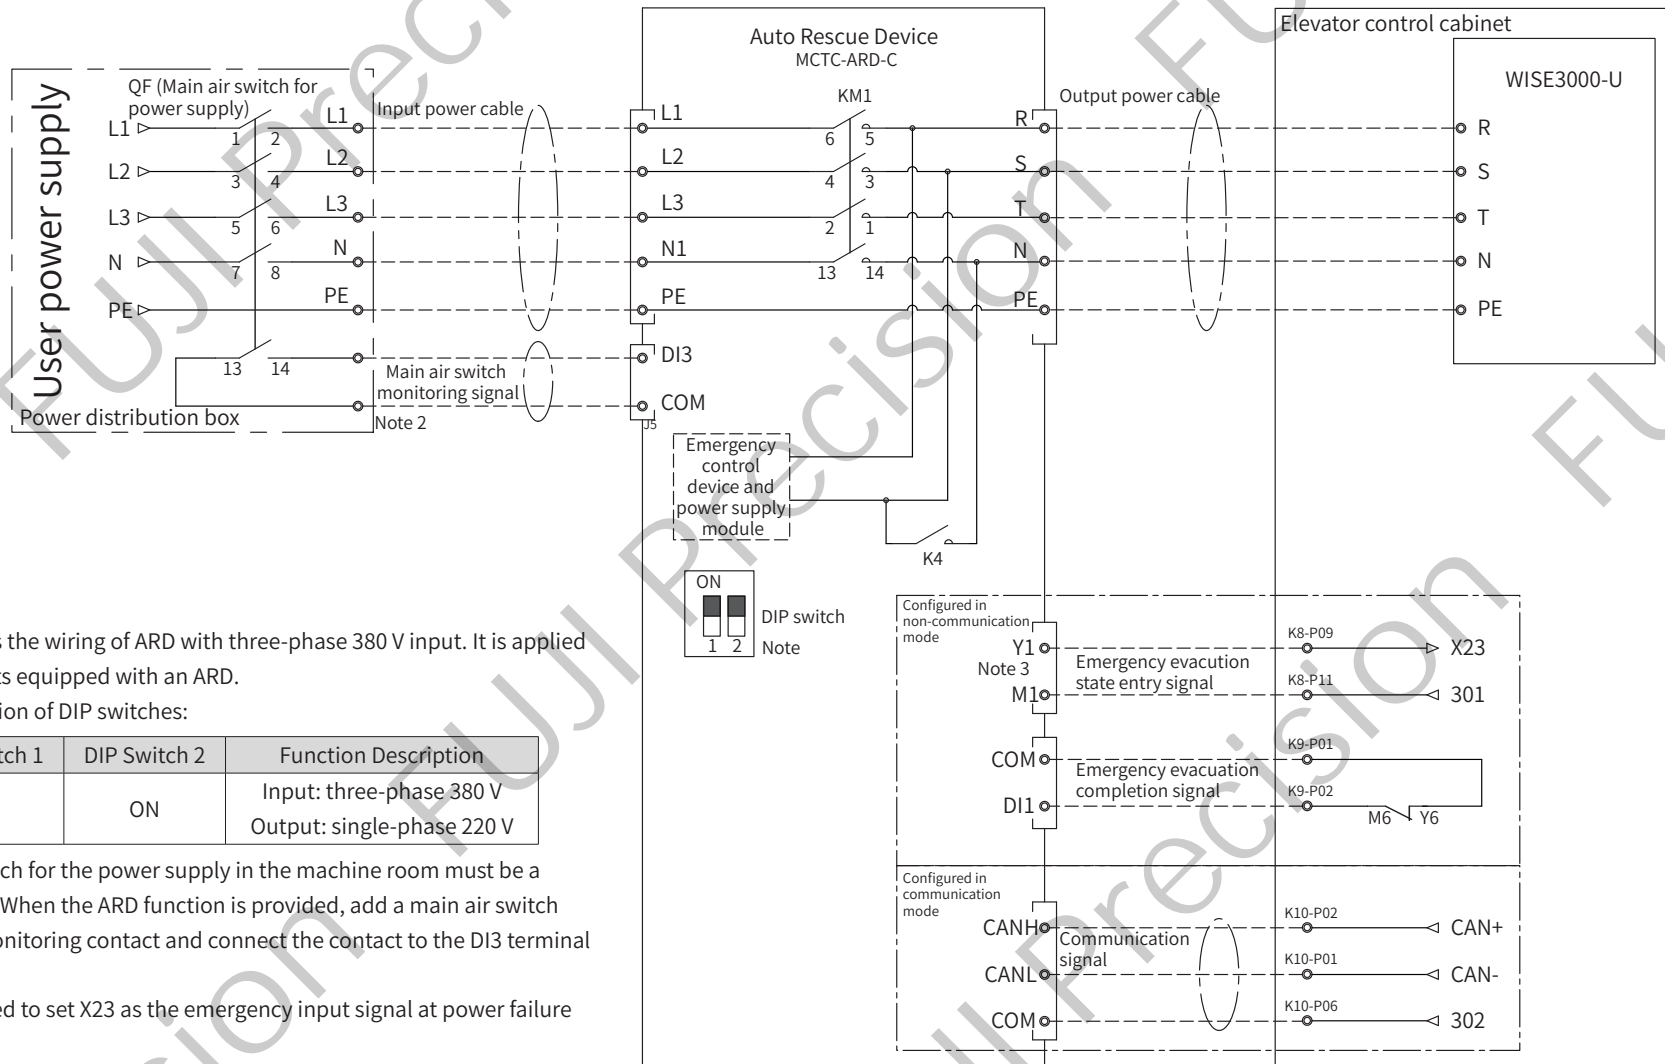 Elevator control cabinet
Auto Rescue Device
MCTC-ARD-C
WISE3000-U
User power supply
QF (Main air switch for
power supply)
Input power cable
KM1
Output power cable
L1 1 2 L1 L1 6 5 R R
L2 3 4 L2 L2 4 3 S S
L3 5 6 L3 L3 2 1 T T
N 7 8 N N1 13 14 N N
PE PE PE PE PE
13 14 DI3
Main air switch
monitoring signal
COM
Power distribution box
Note 2
J5
Emergency
control
device and
power supply
module
K4
ON
1 2
DIP switch
Note
s the wiring of ARD with three-phase 380 V input. It is applied
ts equipped with an ARD.
ion of DIP switches:
tch 1 DIP Switch 2 Function Description
ON
Input: three-phase 380 V
Output: single-phase 220 V
ch for the power supply in the machine room must be a
When the ARD function is provided, add a main air switch
onitoring contact and connect the contact to the DI3 terminal
ed to set X23 as the emergency input signal at power failure
Configured in
non-communication
mode
Y1 K8-P09 X23
Note 3
Emergency evacution
state entry signal
M1 K8-P11 301
COM K9-P01
Emergency evacuation
completion signal
DI1 K9-P02 M6 Y6
Configured in
communication
mode
CANH K10-P02 CAN+
Communication
signal
CANL K10-P01 CAN-
COM K10-P06 302
FUJI Precision
FUJI Precision
FUJI Precision